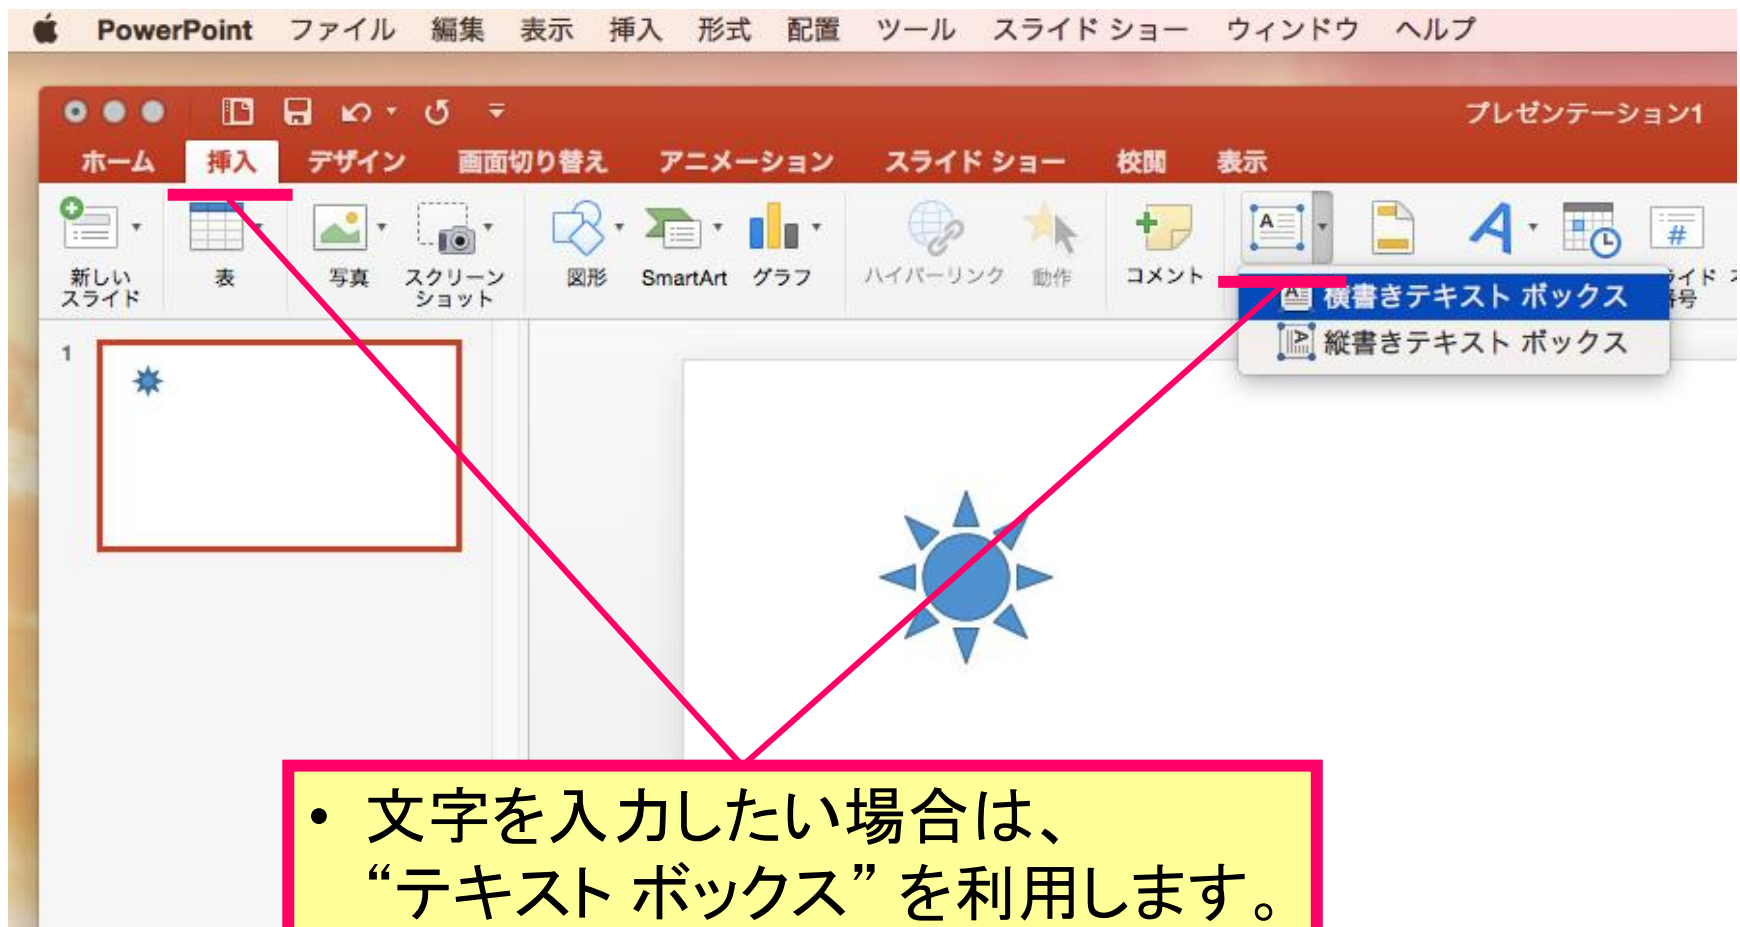 PowerPoint ファイル 編集 表示 挿入 形式 配置 ツール スライド ショー ウィンドウ ヘルプ
プレゼンテーション1
ホーム 挿入 デザイン 画面切り替え アニメーション スライド ショー 校閲 表示
新しい
スライド
表
写真
スクリーン
ショット
図形
SmartArt
グラフ
ハイパーリンク
動作
コメント
A
A
#
イド
号
横書きテキスト ボックス
縦書きテキスト ボックス
1
• 文字を入力したい場合は、
“テキスト ボックス” を利用します。